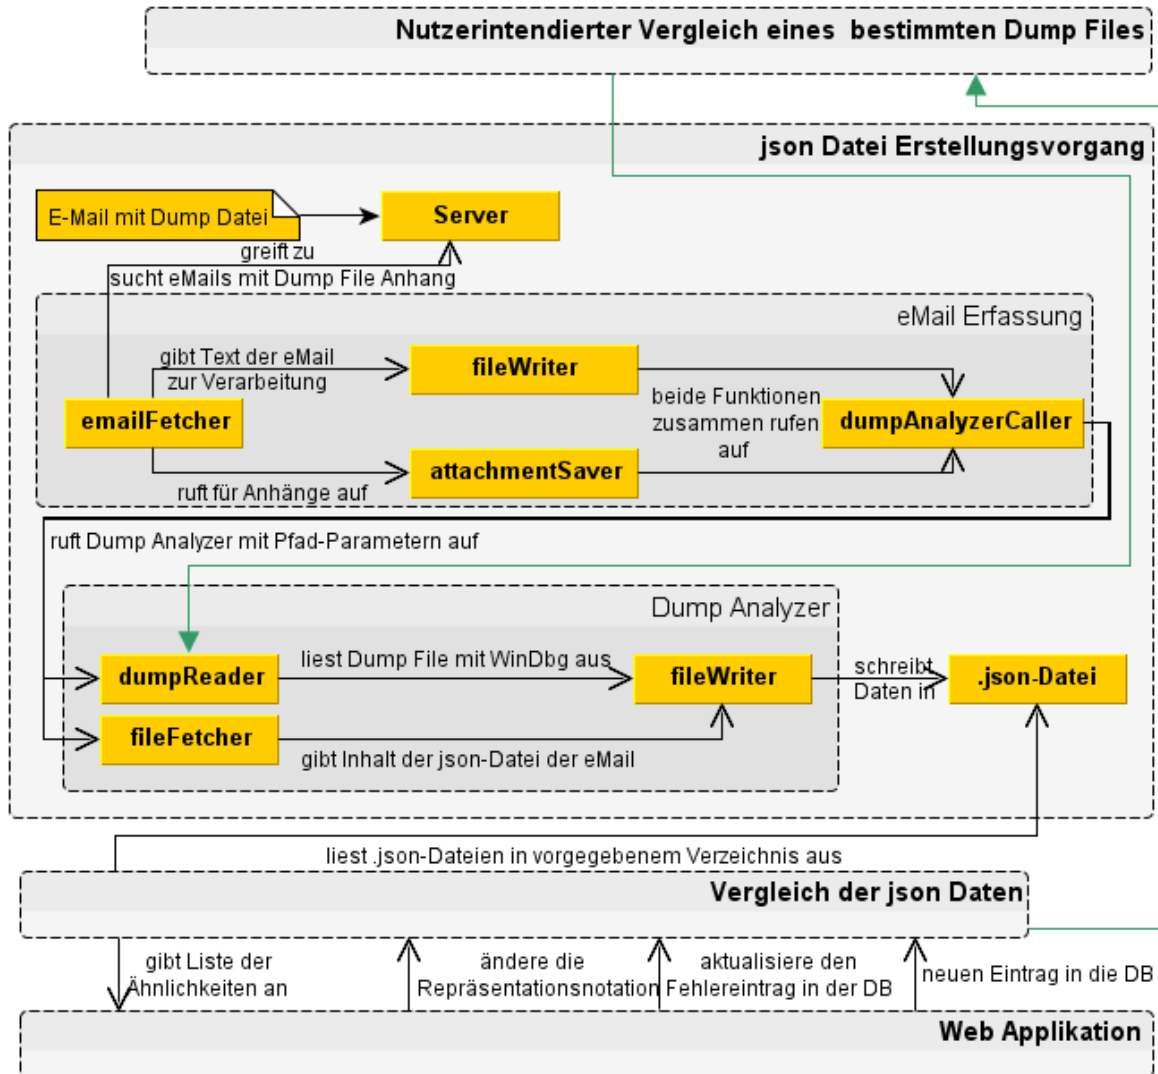 Nutzerintendierter Vergleich eines bestimmten Dump Files
json Datei Erstellungsvorgang
E-Mail mit Dump Datei
Server
greift zu
sucht eMails mit Dump File Anhang
eMail Erfassung
gibt Text der eMail
zur Verarbeitung
fileWriter
emailFetcher
beide Funktionen
zusammen rufen
auf
dumpAnalyzerCaller
attachmentSaver
ruft für Anhänge auf
ruft Dump Analyzer mit Pfad-Parametern auf
Dump Analyzer
dumpReader
liest Dump File mit WinDbg aus
fileWriter
schreibt
Daten in
.json-Datei
fileFetcher
gibt Inhalt der json-Datei der eMail
liest .json-Dateien in vorgegebenem Verzeichnis aus
Vergleich der json Daten
gibt Liste der
Ähnlichkeiten an
ändere die
Repräsentationsnotation
aktualisiere den
Fehlereintrag in der DB
neuen Eintrag in die DB
Web Applikation